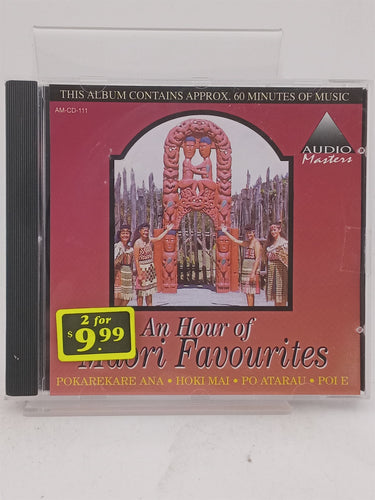 THIS ALBUM CONTAINS APPROX. 60 MINUTES OF MUSIC
AM-CD-111
AUDIO
Masters
2 for
$9.99
An Hour of
Maori Favourites
POKAREKARE ANA • HOKI MAI • PO ATARAU • POI E